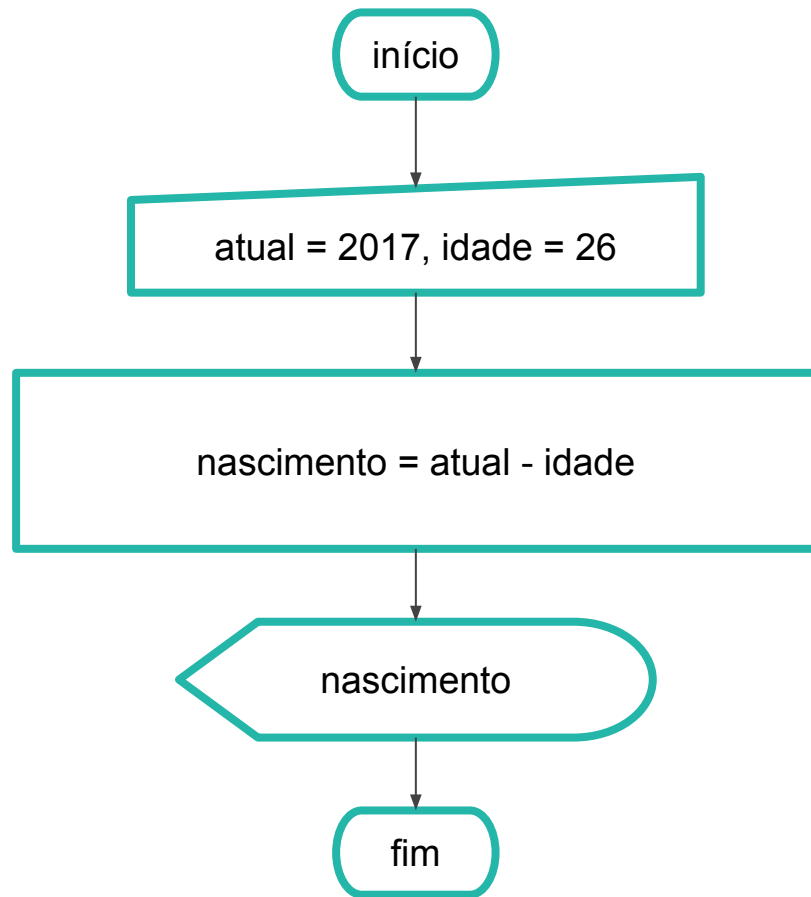 início
atual = 2017, idade = 26
nascimento = atual - idade
nascimento
fim